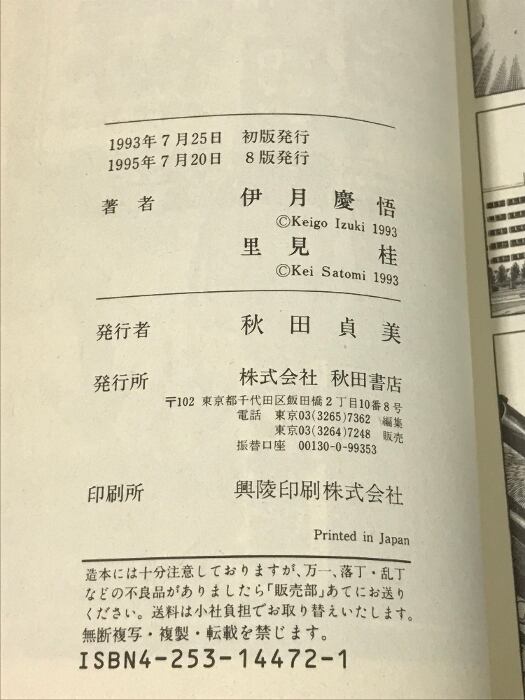 1993年7月25日 初版発行
1995年7月20日 8版発行
著者 伊月慶悟
©Keigo Izuki 1993
里見桂
©Kei Satomi 1993
発行者 秋田貞美
発行所 株式会社 秋田書店
〒102 東京都千代田区飯田橋2丁目10番8号
電話 東京03(3265)7362 編集
東京03(3264)7248 販売
振替口座 00130-0-99353
印刷所 興陵印刷株式会社
Printed in Japan
造本には十分注意しておりますが、万一、落丁・乱丁
などの不良品がありましたら「販売部」あてにお送り
ください。送料は小社負担でお取り替えいたします。
無断複写・複製・転載を禁じます。
ISBN4-253-14472-1